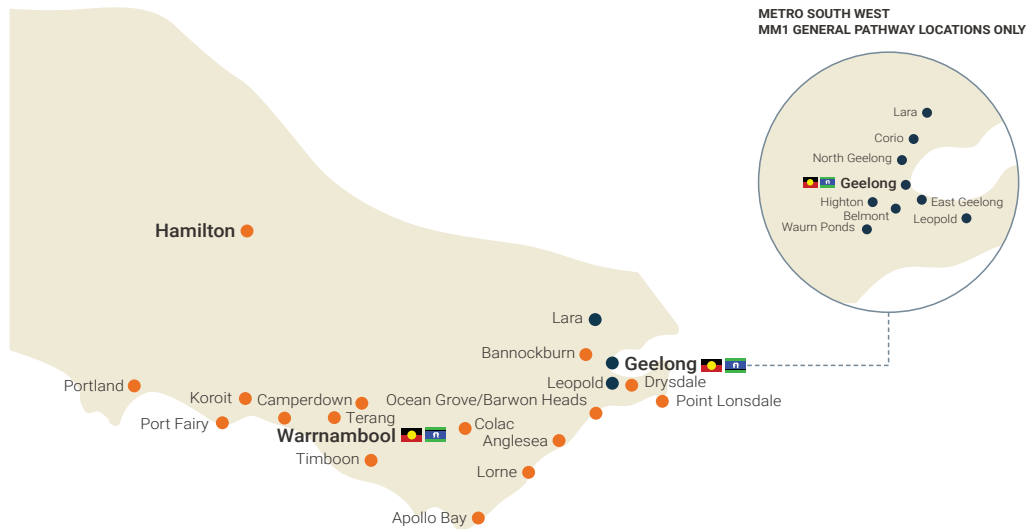 METRO SOUTH WEST
MM1 GENERAL PATHWAY LOCATIONS ONLY
Lara
Corio
North Geelong
Geelong
Highton
East Geelong
Belmont
Leopold
Waurn Ponds
Hamilton
Lara
Bannockburn
Geelong
Leopold
Drysdale
Portland
Koroit
Camperdown
Ocean Grove/Barwon Heads
Point Lonsdale
Port Fairy
Terang
Colac
Warrnambool
Anglesea
Timboon
Lorne
Apollo Bay